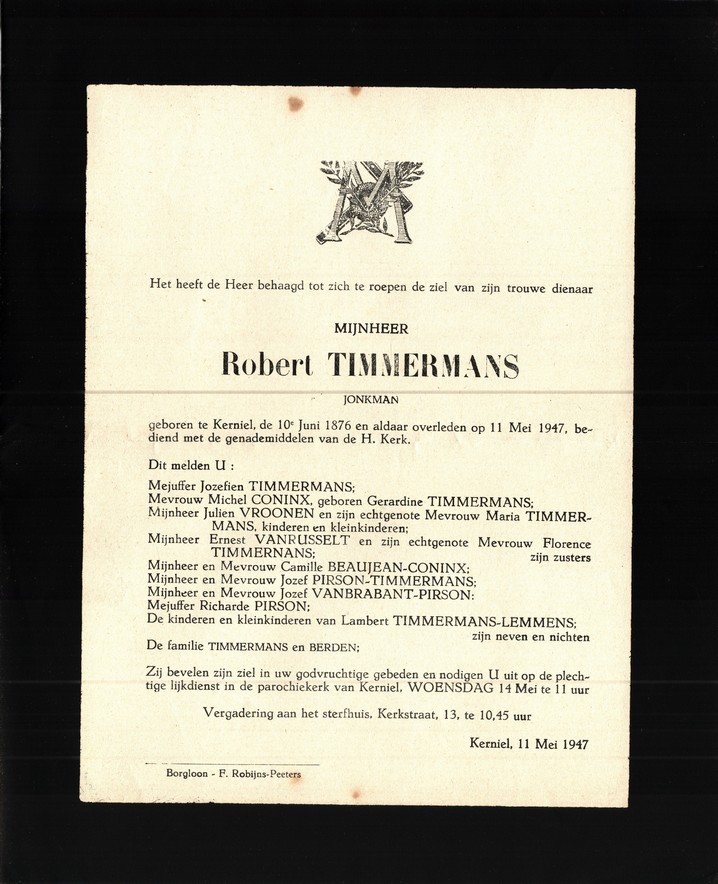 M
Het heeft de Heer behaagd tot zich te roepen de ziel van zijn trouwe dienaar
MIJNHEER
Robert TIMMERMANS
JONKMAN
geboren te Kerniel, de 10e Juni 1876 en aldaar overleden op 11 Mei 1947, be-
diend met de genademiddelen van de H. Kerk.
Dit melden U :
Mejuffer Jozefien TIMMERMANS;
Mevrouw Michel CONINX, geboren Gerardine TIMMERMANS;
Mijnheer Julien VROONEN en zijn echtgenote Mevrouw Maria TIMMER-
MANS, kinderen en kleinkinderen;
Mijnheer Ernest VANRUSSELT en zijn echtgenote Mevrouw Florence
TIMMERNANS;
zijn zusters
Mijnheer en Mevrouw Camille BEAUJEAN-CONINX;
Mijnheer en Mevrouw Jozef PIRSON-TIMMERMANS;
Mijnheer en Mevrouw Jozef VANBRABANT-PIRSON:
Mejuffer Richarde PIRSON;
De kinderen en kleinkinderen van Lambert TIMMERMANS-LEMMENS;
zijn neven en nichten
De familie TIMMERMANS en BERDEN;
Zij bevelen zijn ziel in uw godvruchtige gebeden en nodigen U uit op de plech-
tige lijkdienst in de parochiekerk van Kerniel, WOENSDAG 14 Mei te 11 uur
Vergadering aan het sterfhuis, Kerkstraat, 13, te 10,45 uur
Kerniel, 11 Mei 1947
Borgloon - F. Robijns-Peeters